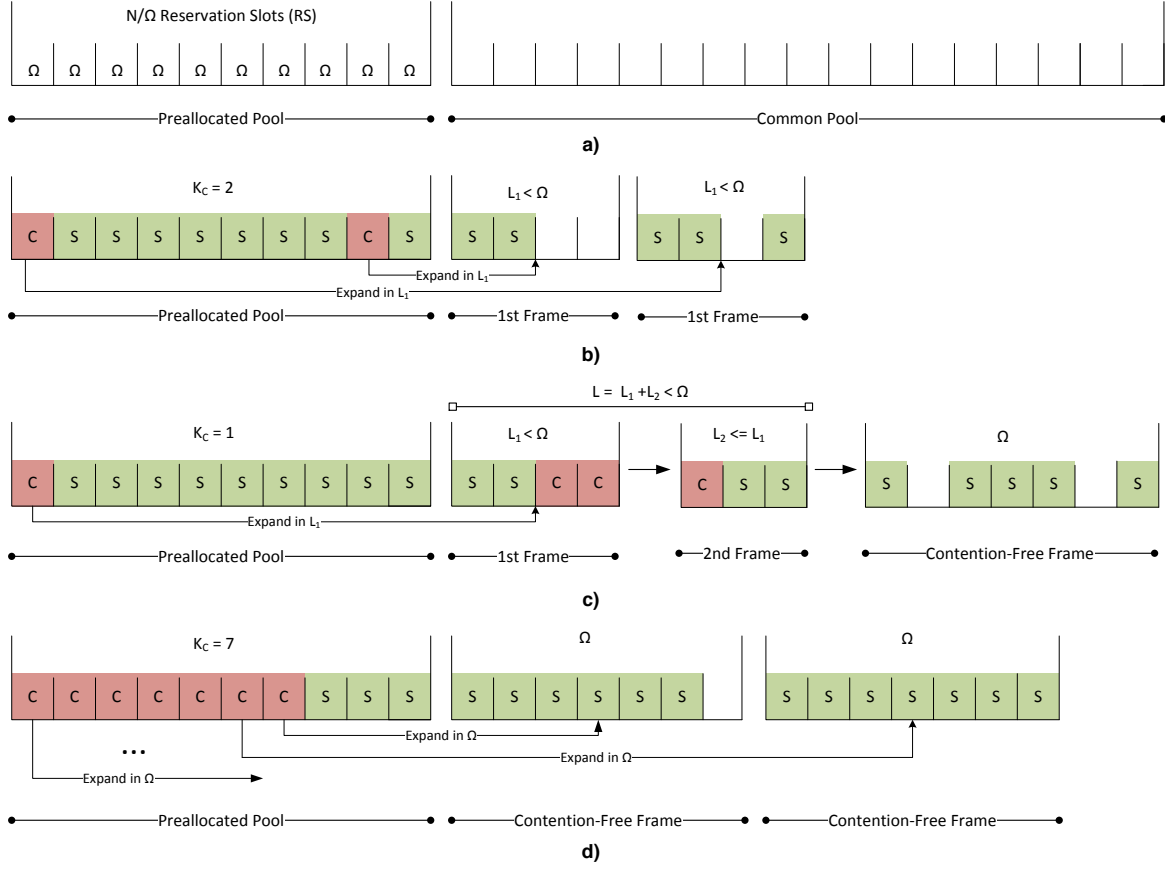 N/Ω Reservation Slots (RS)
Ω Ω Ω Ω Ω Ω Ω Ω Ω Ω
Preallocated Pool Common Pool
a)
K_C = 2 L_1 < Ω L_1 < Ω
C S S S S S S S C S S S S S S
Expand in L_1
Expand in L_1
Preallocated Pool 1st Frame 1st Frame
b)
L = L_1 +L_2 < Ω
K_C = 1 L_1 < Ω L_2 <= L_1 Ω
C S S S S S S S S S S S C C C S S S S S S S
Expand in L_1
Preallocated Pool 1st Frame 2nd Frame Contention-Free Frame
c)
K_C = 7 Ω Ω
C C C C C C C S S S S S S S S S S S S S S S S
Expand in Ω
...
Expand in Ω
Expand in Ω
Preallocated Pool Contention-Free Frame Contention-Free Frame
d)